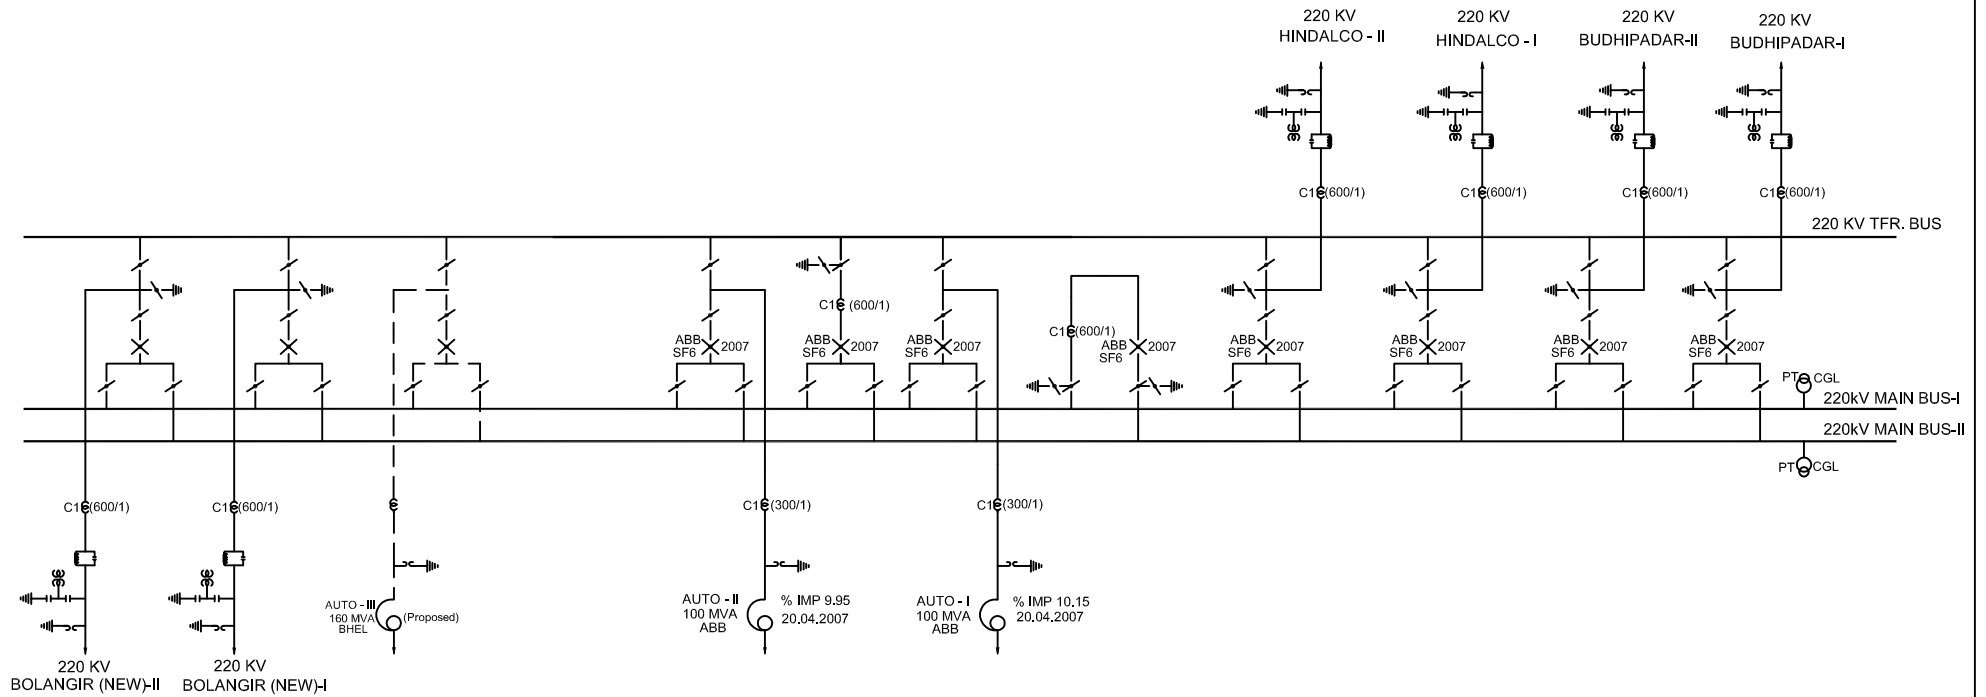 220 KV
HINDALCO - II
220 KV
HINDALCO - I
220 KV
BUDHIPADAR-II
220 KV
BUDHIPADAR-I
C1 (600/1)
C1 (600/1)
C1 (600/1)
C1 (600/1)
220 KV TFR. BUS
C1 (600/1)
C1 (600/1)
ABB
SF6
2007
ABB
SF6
2007
ABB
SF6
2007
ABB
SF6
2007
ABB
SF6
2007
ABB
SF6
2007
ABB
SF6
2007
ABB
SF6
2007
PT CGL
220kV MAIN BUS-I
220kV MAIN BUS-II
PT CGL
C1 (600/1)
C1 (600/1)
C1 (300/1)
C1 (300/1)
AUTO - III
160 MVA
BHEL
(Proposed)
AUTO - II
100 MVA
ABB
% IMP 9.95
20.04.2007
AUTO - I
100 MVA
ABB
% IMP 10.15
20.04.2007
220 KV
BOLANGIR (NEW)-II
220 KV
BOLANGIR (NEW)-I